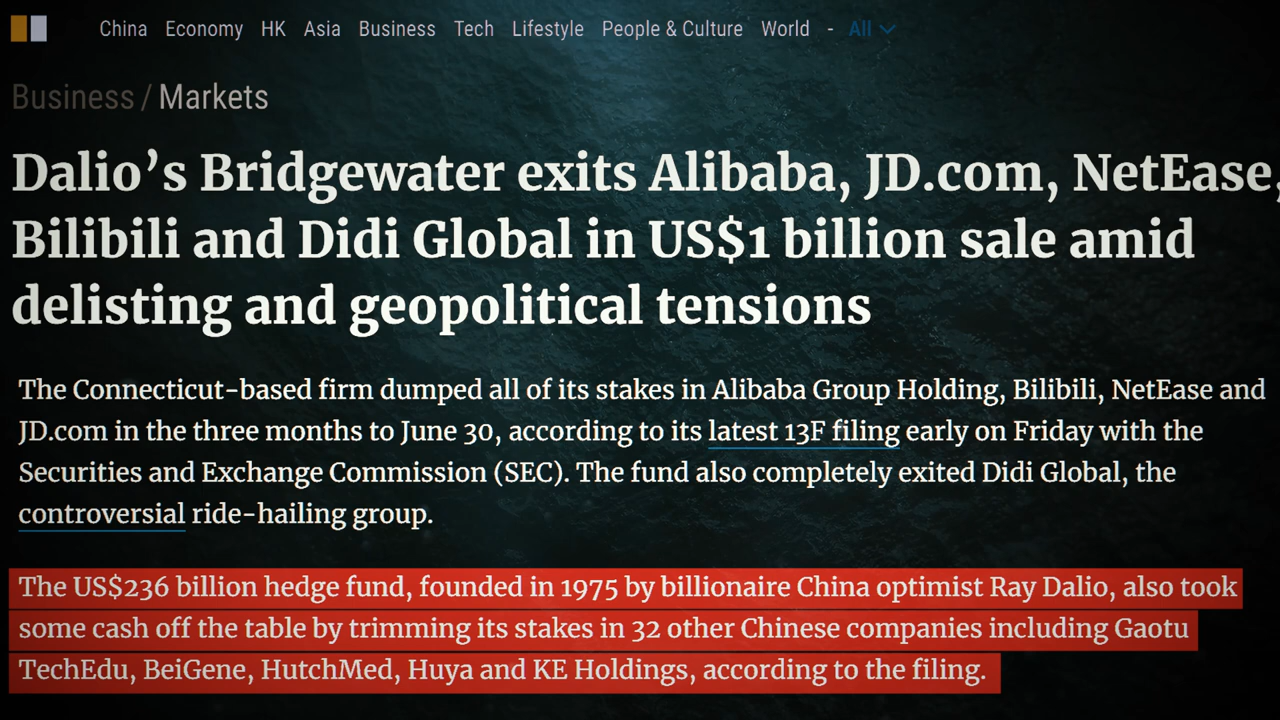 China Economy HK Asia Business Tech Lifestyle People & Culture World - All
Business / Markets
Dalio’s Bridgewater exits Alibaba, JD.com, NetEase,
Bilibili and Didi Global in US$1 billion sale amid
delisting and geopolitical tensions
The Connecticut-based firm dumped all of its stakes in Alibaba Group Holding, Bilibili, NetEase and
JD.com in the three months to June 30, according to its latest 13F filing early on Friday with the
Securities and Exchange Commission (SEC). The fund also completely exited Didi Global, the
controversial ride-hailing group.
The US$236 billion hedge fund, founded in 1975 by billionaire China optimist Ray Dalio, also took
some cash off the table by trimming its stakes in 32 other Chinese companies including Gaotu
TechEdu, BeiGene, HutchMed, Huya and KE Holdings, according to the filing.